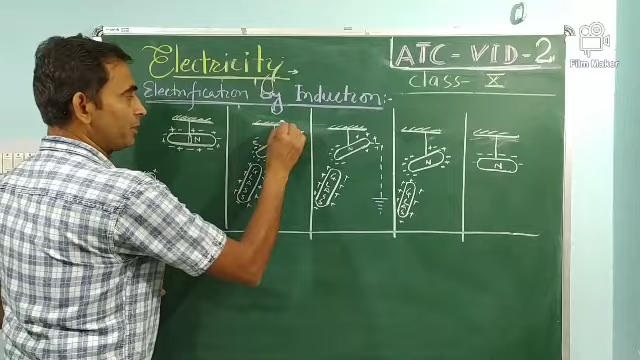 Electricity →
ATC - VID - 2
class - X
Electrification by Induction:-
Film Maker
N
N
N